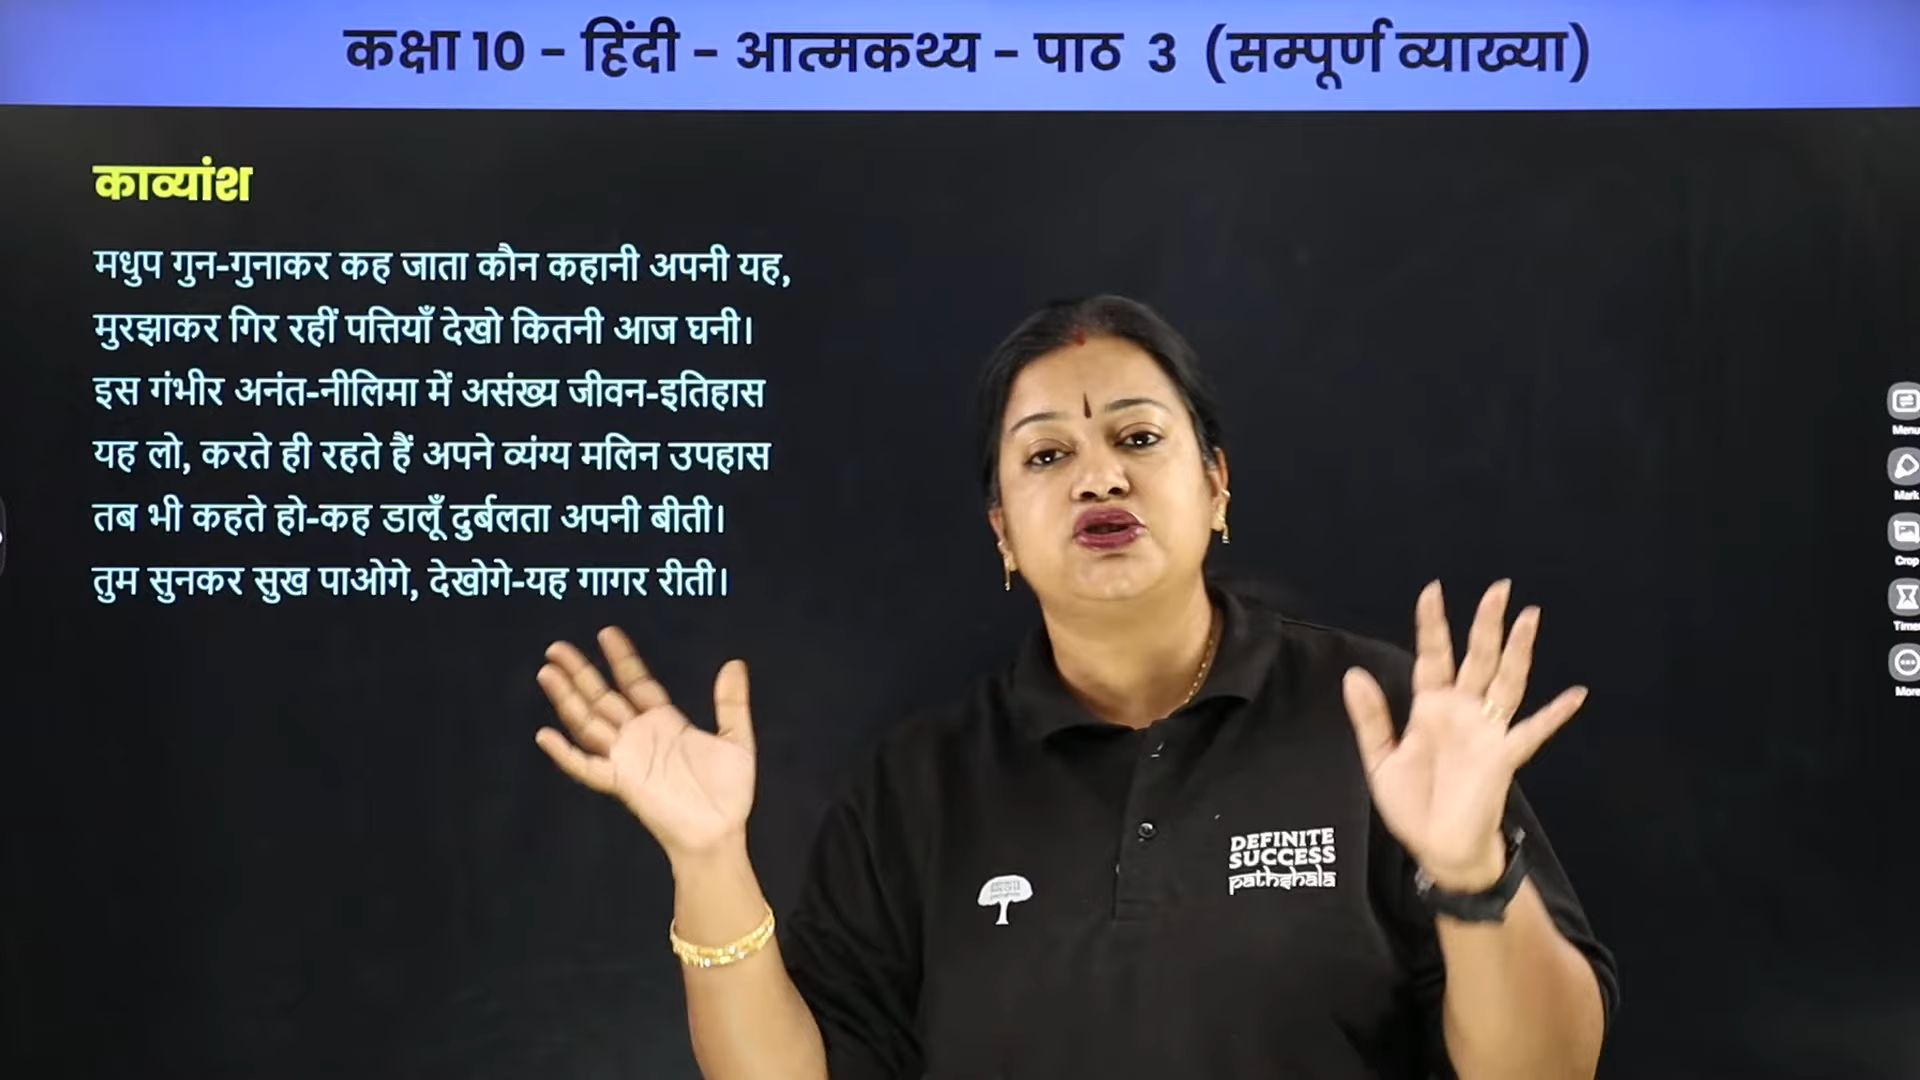 कक्षा 10 - हिंदी - आत्मकथ्य - पाठ 3 (सम्पूर्ण व्याख्या)
काव्यांश
मधुप गुन-गुनाकर कह जाता कौन कहानी अपनी यह,
मुरझाकर गिर रहीं पत्तियाँ देखो कितनी आज घनी।
इस गंभीर अनंत-नीलिमा में असंख्य जीवन-इतिहास
यह लो, करते ही रहते हैं अपने व्यंग्य मलिन उपहास
तब भी कहते हो-कह डालूँ दुर्बलता अपनी बीती।
तुम सुनकर सुख पाओगे, देखोगे-यह गागर रीती।
Menu
Mark
Crop
Timer
More
DEFINITE
SUCCESS
pathshala